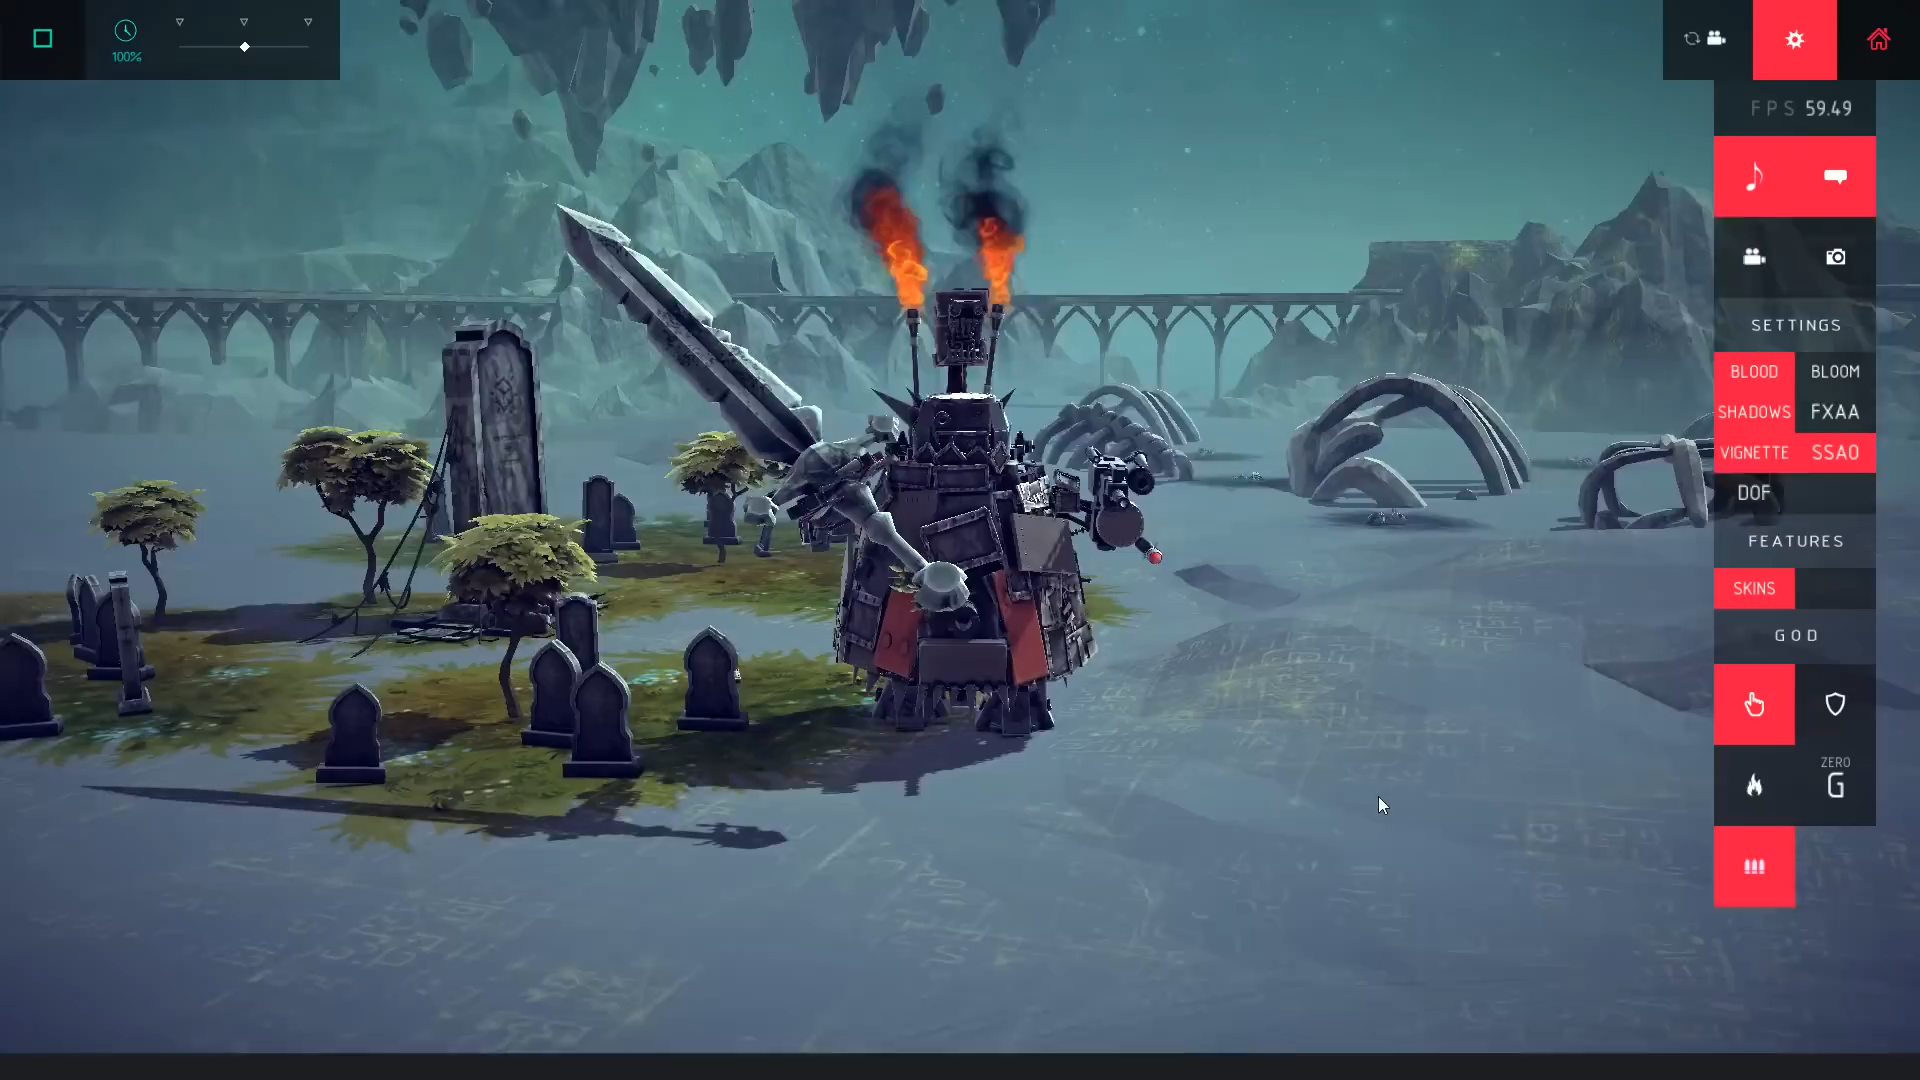 100%
FPS 59.49
SETTINGS
BLOOD BLOOM
SHADOWS FXAA
VIGNETTE SSAO
DOF
FEATURES
SKINS
GOD
ZERO
G